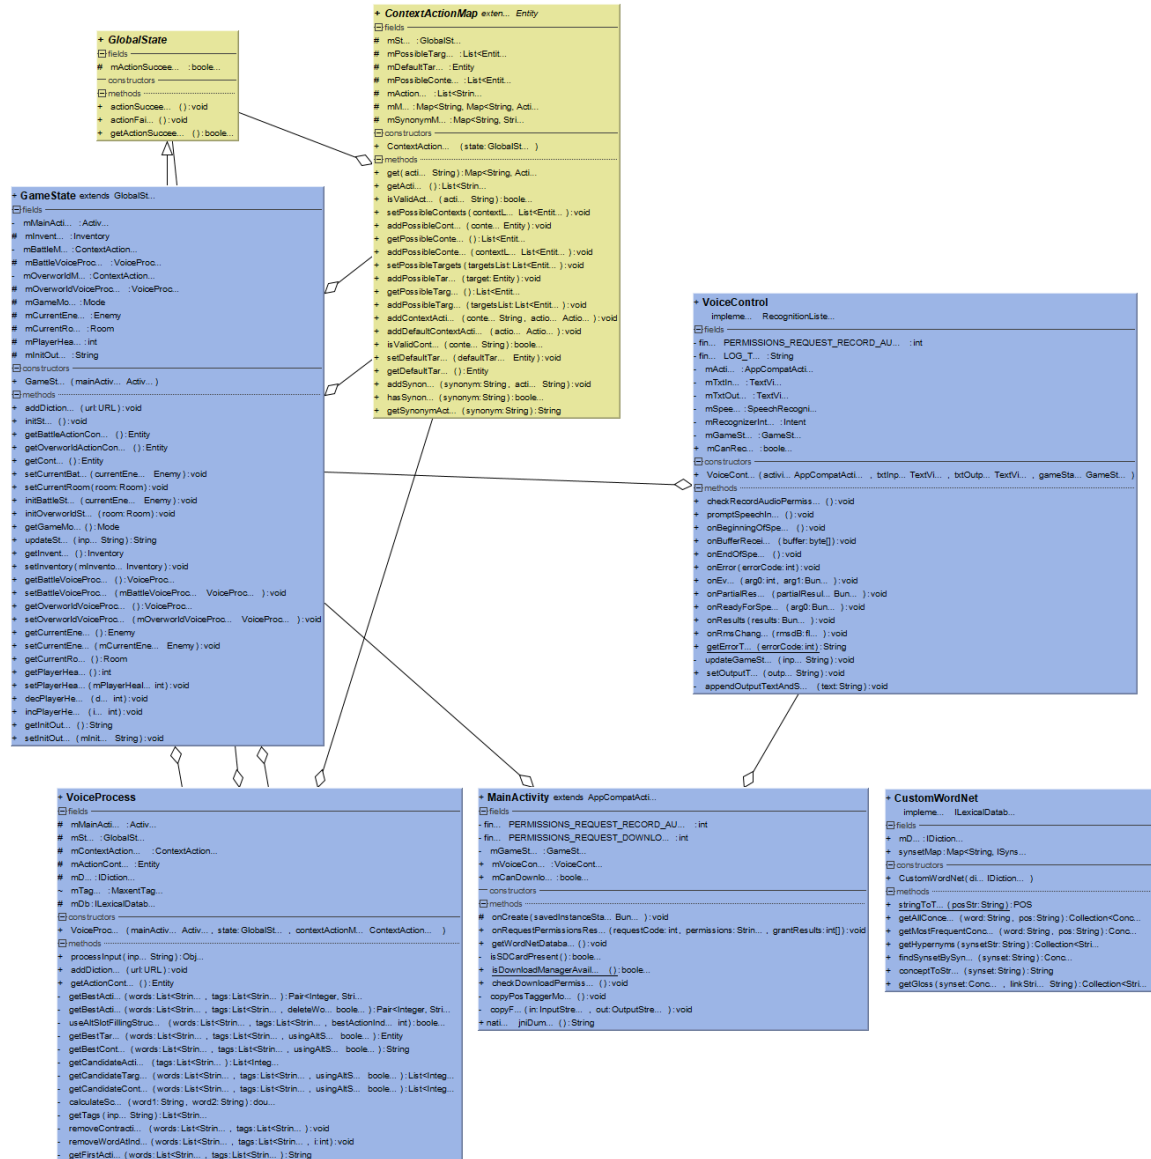 + GlobalState
fields
# mActionSuccee... :boole...
constructors
methods
+ actionSuccee... ():void
+ actionFai... ():void
+ getActionSuccee... ():boole...
+ ContextActionMap exten... Entity
fields
# mSt... :GlobalSt...
# mPossibleTarg... :List<Entit...
# mDefaultTar... :Entity
# mPossibleConte... :List<Entit...
# mAction... :List<Strin...
# mM... :Map<String, Map<String, Acti...
# mSynonymM... :Map<String, Stri...
constructors
+ ContextAction... (state:GlobalSt... )
methods
+ get(acti... String):Map<String, Acti...
+ getActi... ():List<Strin...
+ isValidAct... (acti... String):boole...
+ setPossibleContexts(contextL... List<Entit... ):void
+ addPossibleCont... (conte... Entity):void
+ getPossibleConte... ():List<Entit...
+ addPossibleConte... (contextL... List<Entit... ):void
+ setPossibleTargets(targetsList:List<Entit... ):void
+ addPossibleTar... (target:Entity):void
+ getPossibleTarg... ():List<Entit...
+ addPossibleTarg... (targetsList:List<Entit... ):void
+ addContextActi... (conte... String, actio... Actio... ):void
+ addDefaultContextActi... (actio... Actio... ):void
+ isValidCont... (conte... String):boole...
+ setDefaultTar... (defaultTar... Entity):void
+ getDefaultTar... ():Entity
+ addSynon... (synonym:String, acti... String):void
+ hasSynon... (synonym:String):boole...
+ getSynonymAct... (synonym:String):String
+ GameState extends GlobalSt...
fields
- mMainActi... :Activ...
# mInvent... :Inventory
- mBattleM... :ContextAction...
# mBattleVoiceProc... :VoiceProc...
- mOverworldM... :ContextAction...
# mOverworldVoiceProc... :VoiceProc...
# mGameMo... :Mode
# mCurrentEne... :Enemy
# mCurrentRo... :Room
# mPlayerHea... :int
# mInitOut... :String
constructors
+ GameSt... (mainActiv... Activ... )
methods
+ addDiction... (url:URL):void
+ initSt... ():void
+ getBattleActionCon... ():Entity
+ getOverworldActionCon... ():Entity
+ getCont... ():Entity
+ setCurrentBat... (currentEne... Enemy):void
+ setCurrentRoom(room:Room):void
+ initBattleSt... (currentEne... Enemy):void
+ initOverworldSt... (room:Room):void
+ getGameMo... ():Mode
+ updateSt... (inp... String):String
+ getInvent... ():Inventory
+ setInventory(mInvento... Inventory):void
+ getBattleVoiceProc... ():VoiceProc...
+ setBattleVoiceProc... (mBattleVoiceProc... VoiceProc... ):void
+ getOverworldVoiceProc... ():VoiceProc...
+ setOverworldVoiceProc... (mOverworldVoiceProc... VoiceProc... ):void
+ getCurrentEne... ():Enemy
+ setCurrentEne... (mCurrentEne... Enemy):void
+ getCurrentRo... ():Room
+ getPlayerHea... ():int
+ setPlayerHea... (mPlayerHeal... int):void
+ decPlayerHe... (d... int):void
+ incPlayerHe... (i... int):void
+ getInitOut... ():String
+ setInitOut... (mInit... String):void
+ VoiceControl
impleme... RecognitionListe...
fields
- fin... PERMISSIONS_REQUEST_RECORD_AU... :int
- fin... LOG_T... :String
- mActi... :AppCompatActi...
- mTxtIn... :TextVi...
- mTxtOut... :TextVi...
- mSpee... :SpeechRecogni...
- mRecognizerInt... :Intent
- mGameSt... :GameSt...
+ mCanRec... :boole...
constructors
+ VoiceCont... (activi... AppCompatActi... , txtInp... TextVi... , txtOutp... TextVi... , gameSta... GameSt... )
methods
+ checkRecordAudioPermiss... ():void
+ promptSpeechIn... ():void
+ onBeginningOfSpe... ():void
+ onBufferRecei... (buffer:byte[]):void
+ onEndOfSpe... ():void
+ onError(errorCode:int):void
+ onEv... (arg0:int, arg1:Bun... ):void
+ onPartialRes... (partialResul... Bun... ):void
+ onReadyForSpe... (arg0:Bun... ):void
+ onResults(results:Bun... ):void
+ onRmsChang... (rmsdB:fl... ):void
+ getErrorT... (errorCode:int):String
- updateGameSt... (inp... String):void
+ setOutputT... (outp... String):void
- appendOutputTextAndS... (text:String):void
+ VoiceProcess
fields
# mMainActi... :Activ...
# mSt... :GlobalSt...
# mContextAction... :ContextAction...
# mActionCont... :Entity
# mD... :IDiction...
~ mTag... :MaxentTag...
# mDb:ILexicalDatab...
constructors
+ VoiceProc... (mainActiv... Activ... , state:GlobalSt... , contextActionM... ContextAction... )
methods
+ processInput(inp... String):Obj...
+ addDiction... (url:URL):void
+ getActionCont... ():Entity
- getBestActi... (words:List<Strin... , tags:List<Strin... ):Pair<Integer, Stri...
- getBestActi... (words:List<Strin... , tags:List<Strin... , deleteWo... boole... ):Pair<Integer, Stri...
- useAltSlotFillingStruc... (words:List<Strin... , tags:List<Strin... , bestActionInd... int):boole...
- getBestTar... (words:List<Strin... , tags:List<Strin... , usingAltS... boole... ):Entity
- getBestCont... (words:List<Strin... , tags:List<Strin... , usingAltS... boole... ):String
- getCandidateActi... (tags:List<Strin... ):List<Integ...
- getCandidateTarg... (words:List<Strin... , tags:List<Strin... , usingAltS... boole... ):List<Integ...
- getCandidateCont... (words:List<Strin... , tags:List<Strin... , usingAltS... boole... ):List<Integ...
- calculateSc... (word1:String, word2:String):dou...
- getTags(inp... String):List<Strin...
- removeContracti... (words:List<Strin... , tags:List<Strin... ):void
- removeWordAtInd... (words:List<Strin... , tags:List<Strin... , i:int):void
- getFirstActi... (words:List<Strin... , tags:List<Strin... ):String
+ MainActivity extends AppCompatActi...
fields
- fin... PERMISSIONS_REQUEST_RECORD_AU... :int
- fin... PERMISSIONS_REQUEST_DOWNLO... :int
- mGameSt... :GameSt...
+ mVoiceCon... :VoiceCont...
+ mCanDownlo... :boole...
constructors
methods
# onCreate(savedInstanceSta... Bun... ):void
+ onRequestPermissionsRes... (requestCode:int, permissions:Strin... , grantResults:int[]):void
+ getWordNetDataba... ():void
- isSDCardPresent():boole...
+ isDownloadManagerAvail... ():boole...
+ checkDownloadPermiss... ():void
- copyPosTaggerMo... ():void
- copyF... (in:InputStre... , out:OutputStre... ):void
+ nati... jniDum... ():String
+ CustomWordNet
impleme... ILexicalDatab...
fields
+ mD... :IDiction...
+ synsetMap:Map<String, ISyns...
constructors
+ CustomWordNet(di... IDiction... )
methods
+ stringToT... (posStr:String):POS
+ getAllConce... (word:String, pos:String):Collection<Conc...
+ getMostFrequentConc... (word:String, pos:String):Conc...
+ getHypernyms(synsetStr:String):Collection<Stri...
+ findSynsetBySyn... (synset:String):Conc...
+ conceptToStr... (synset:String):String
+ getGloss(synset:Conc... , linkStri... String):Collection<Stri...